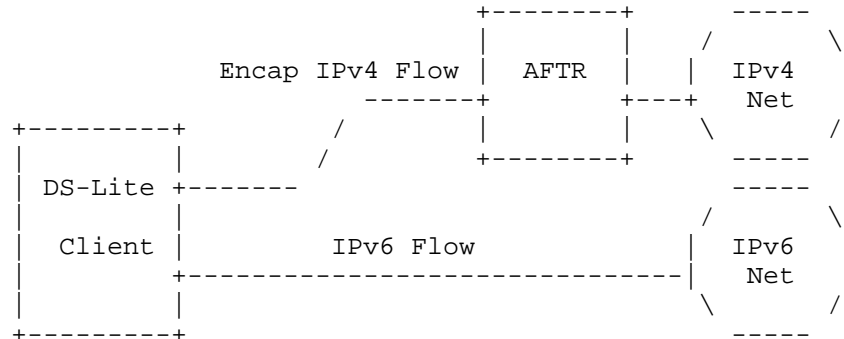 Encap IPv4 Flow
AFTR
IPv4
Net
DS-Lite
Client
IPv6 Flow
IPv6
Net